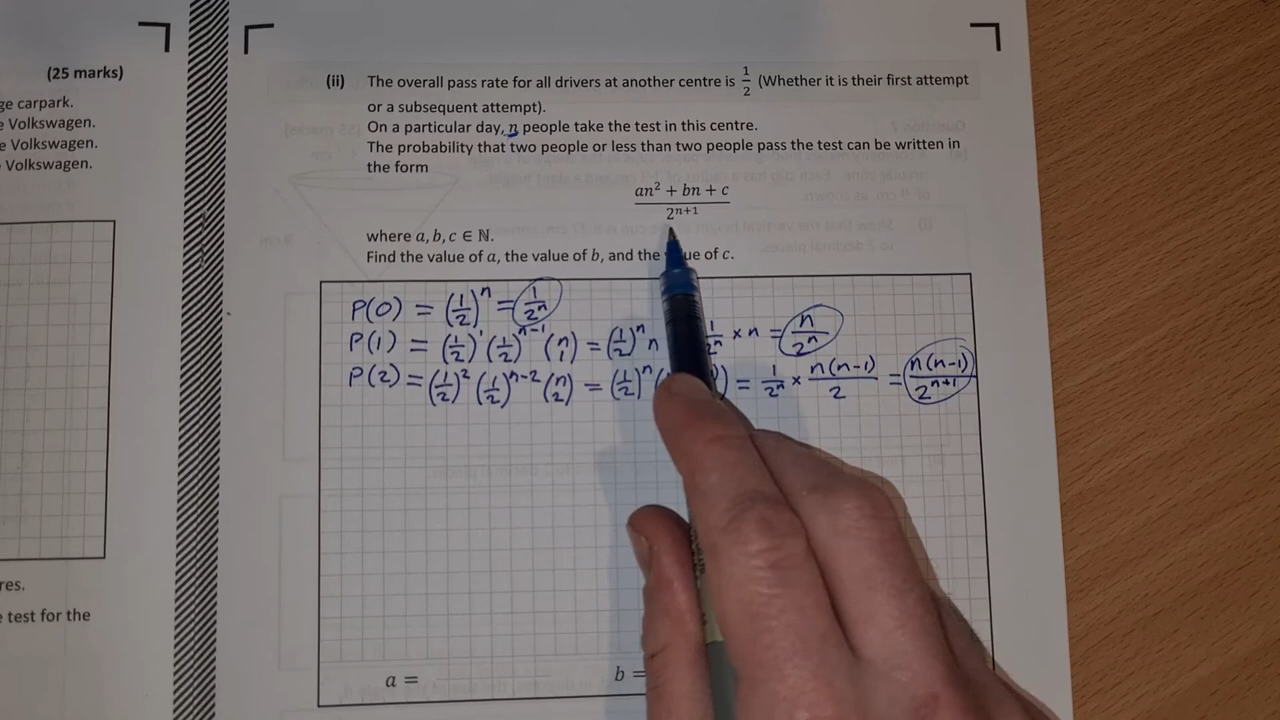 (25 marks)
ge carpark.
e Volkswagen.
e Volkswagen.
Volkswagen.
res.
test for the
(ii) The overall pass rate for all drivers at another centre is 1/2 (Whether it is their first attempt
or a subsequent attempt).
On a particular day, n people take the test in this centre.
The probability that two people or less than two people pass the test can be written in
the form
an² + bn + c
2ⁿ⁺¹
where a, b, c ∈ ℕ.
Find the value of a, the value of b, and the of c.
P(0) = (1/2)ⁿ = 1/2ⁿ
P(1) = (1/2)¹ (1/2)ⁿ⁻¹ (n 1) = (1/2)ⁿ n 1/2ⁿ × n = n/2ⁿ
P(2) = (1/2)² (1/2)ⁿ⁻² (n 2) = (1/2)ⁿ ( ) = 1/2ⁿ × n(n-1)/2 = n(n-1)/2ⁿ⁺¹
a =
b =